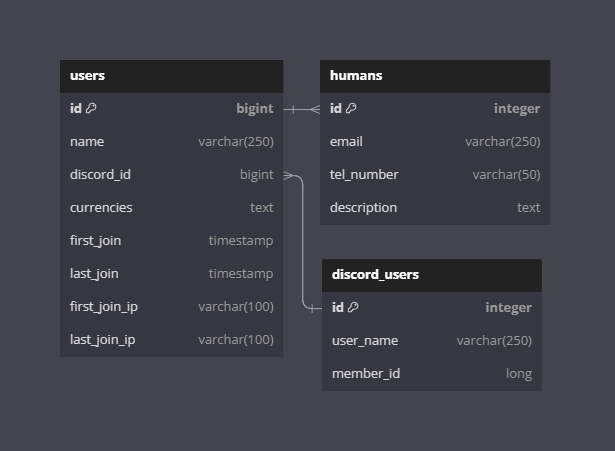 users
id bigint
name varchar(250)
discord_id bigint
currencies text
first_join timestamp
last_join timestamp
first_join_ip varchar(100)
last_join_ip varchar(100)
humans
id integer
email varchar(250)
tel_number varchar(50)
description text
discord_users
id integer
user_name varchar(250)
member_id long